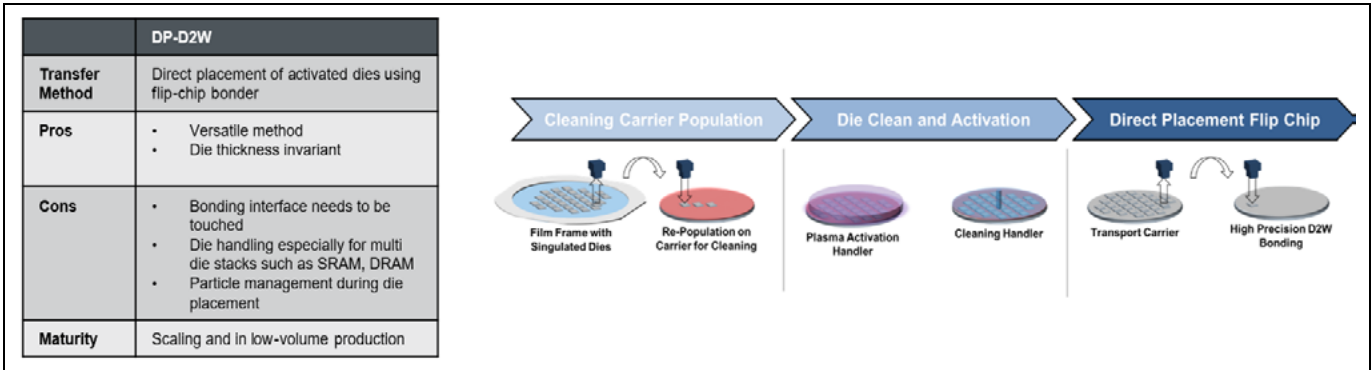 DP-D2W
Transfer
Method
Direct placement of activated dies using
flip-chip bonder
Pros
• Versatile method
• Die thickness invariant
Cons
• Bonding interface needs to be
touched
• Die handling especially for multi
die stacks such as SRAM, DRAM
• Particle management during die
placement
Maturity
Scaling and in low-volume production
Cleaning Carrier Population
Die Clean and Activation
Direct Placement Flip Chip
Film Frame with
Singulated Dies
Re-Population on
Carrier for Cleaning
Plasma Activation
Handler
Cleaning Handler
Transport Carrier
High Precision D2W
Bonding